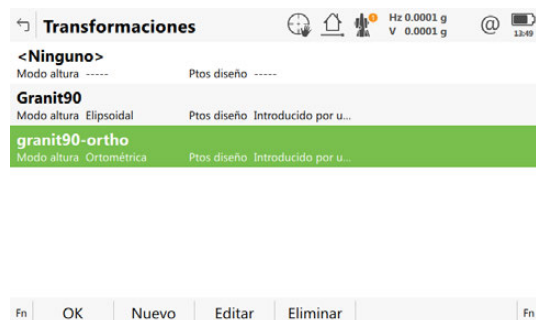 Transformaciones
Hz 0.0001 g
V 0.0001 g
@
13:49
<Ninguno>
Modo altura ----- Ptos diseño -----
Granit90
Modo altura Elipsoidal Ptos diseño Introducido por u...
granit90-ortho
Modo altura Ortométrica Ptos diseño Introducido por u...
Fn OK Nuevo Editar Eliminar Fn